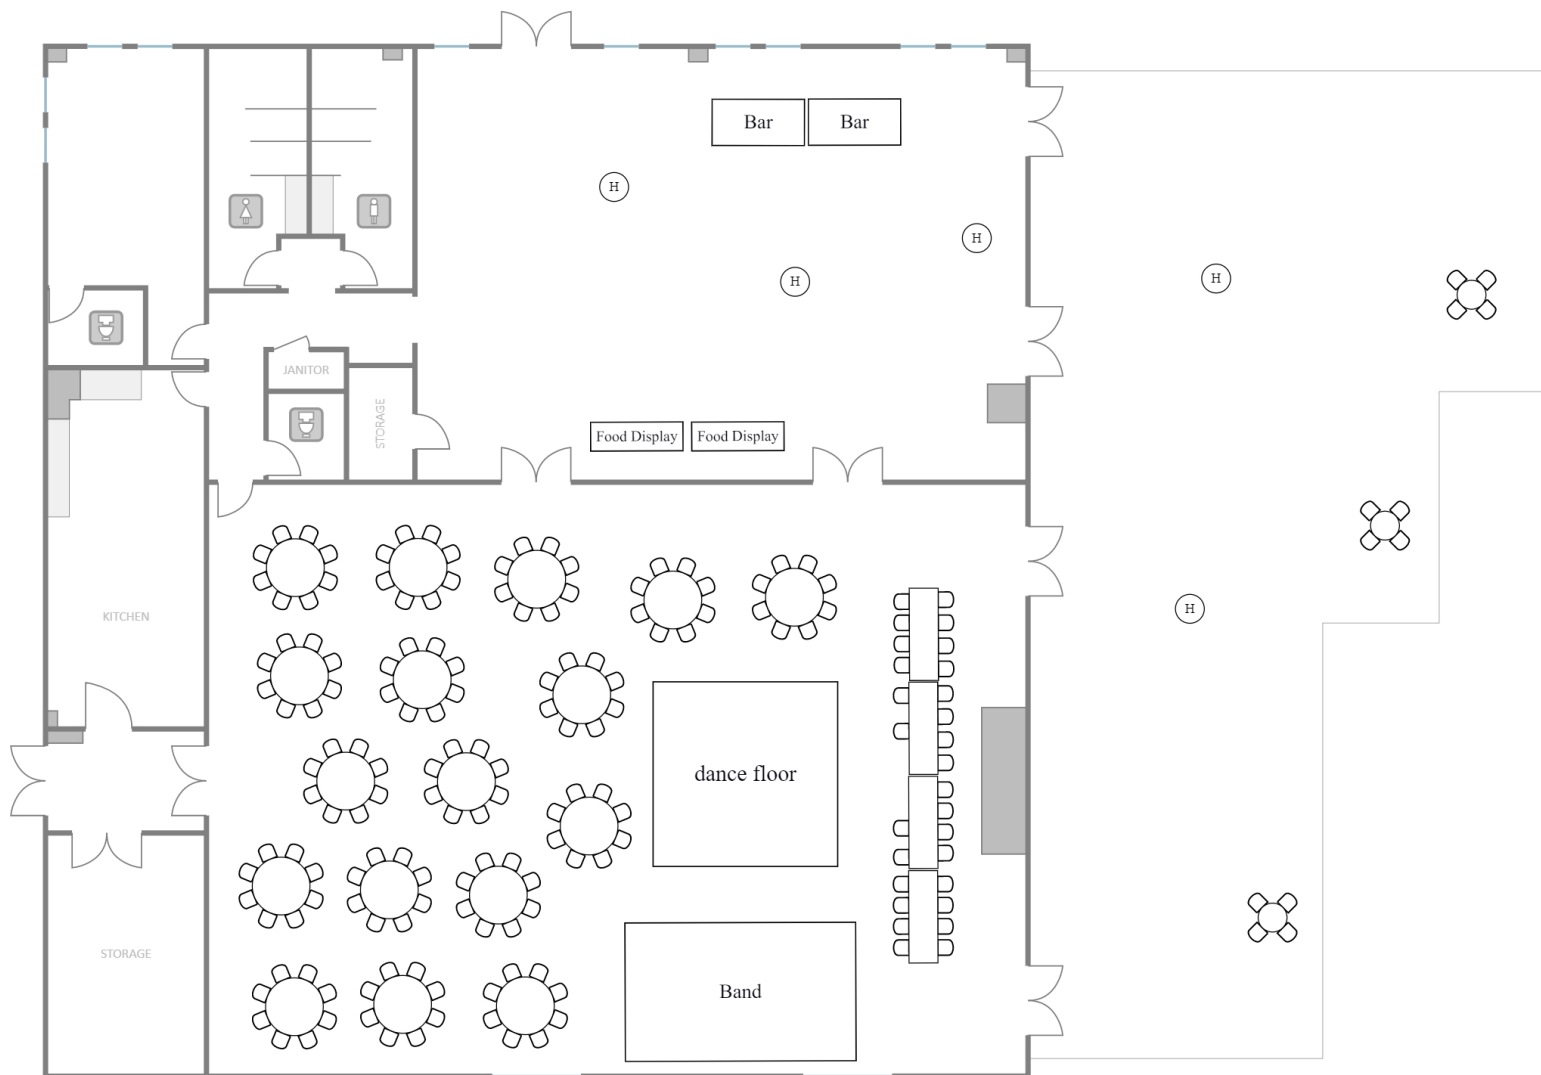 Bar
Bar
H
H
H
H
H
JANITOR
STORAGE
Food Display
Food Display
KITCHEN
dance floor
STORAGE
Band